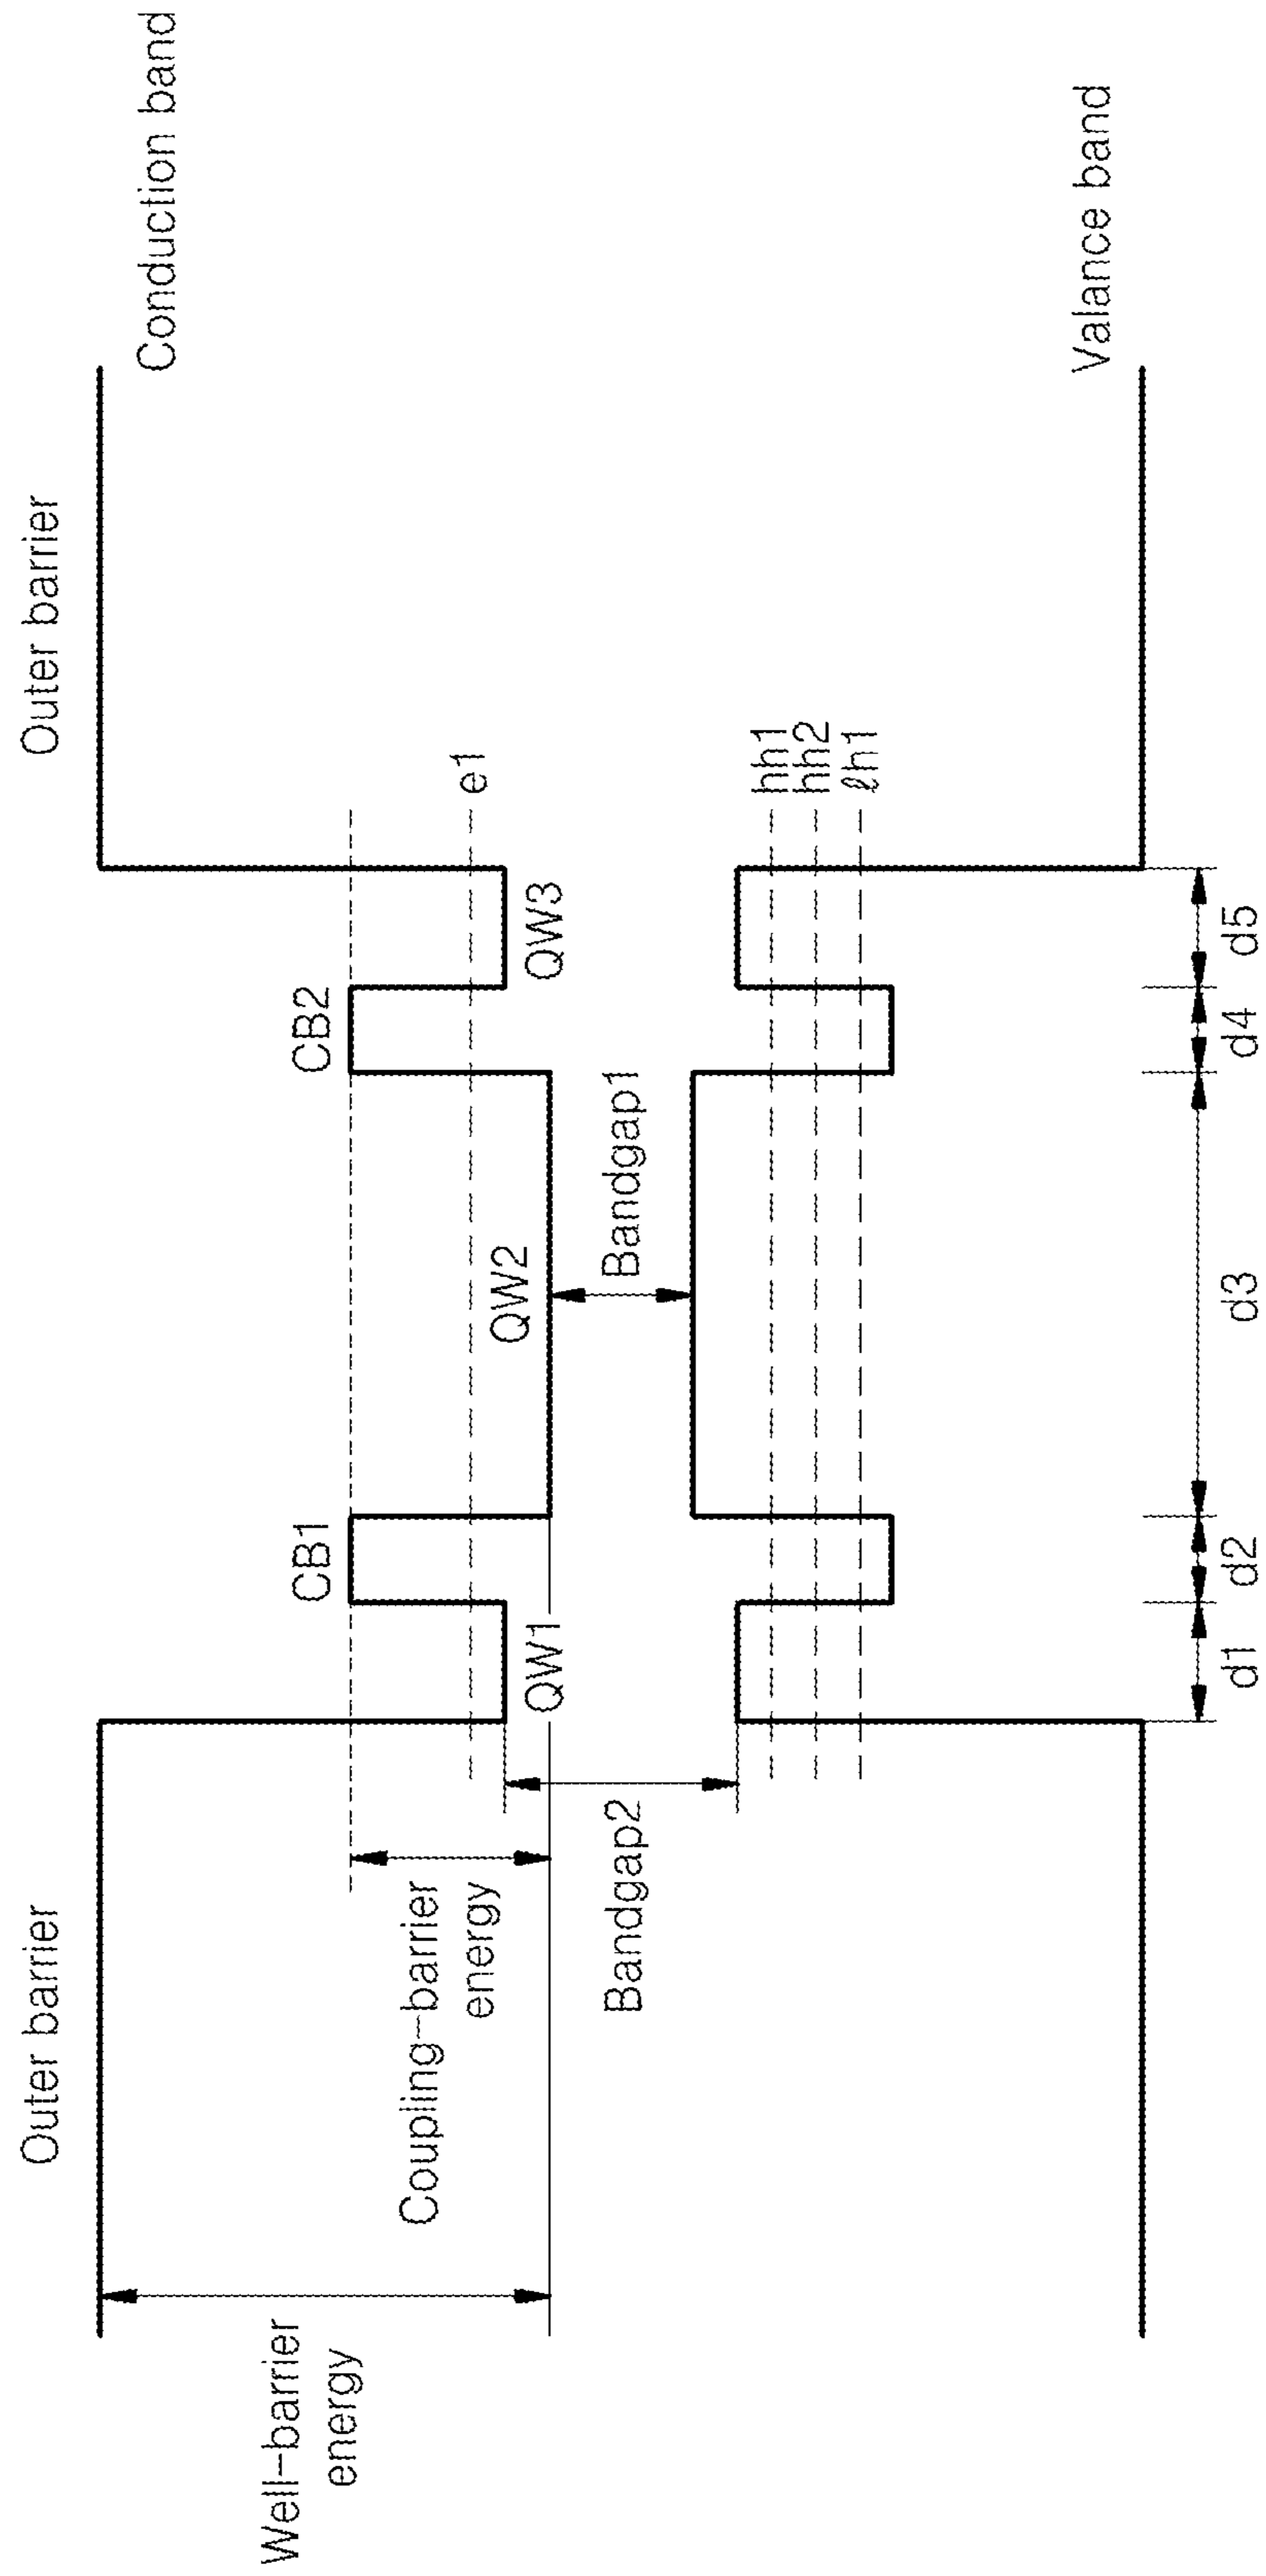 Outer barrier
Outer barrier
Conduction band
Well-barrier
energy
Coupling-barrier
energy
CB1
CB2
e1
QW1
QW2
QW3
Bandgap2
Bandgap1
hh1
hh2
ℓh1
Valance band
d1
d2
d3
d4
d5